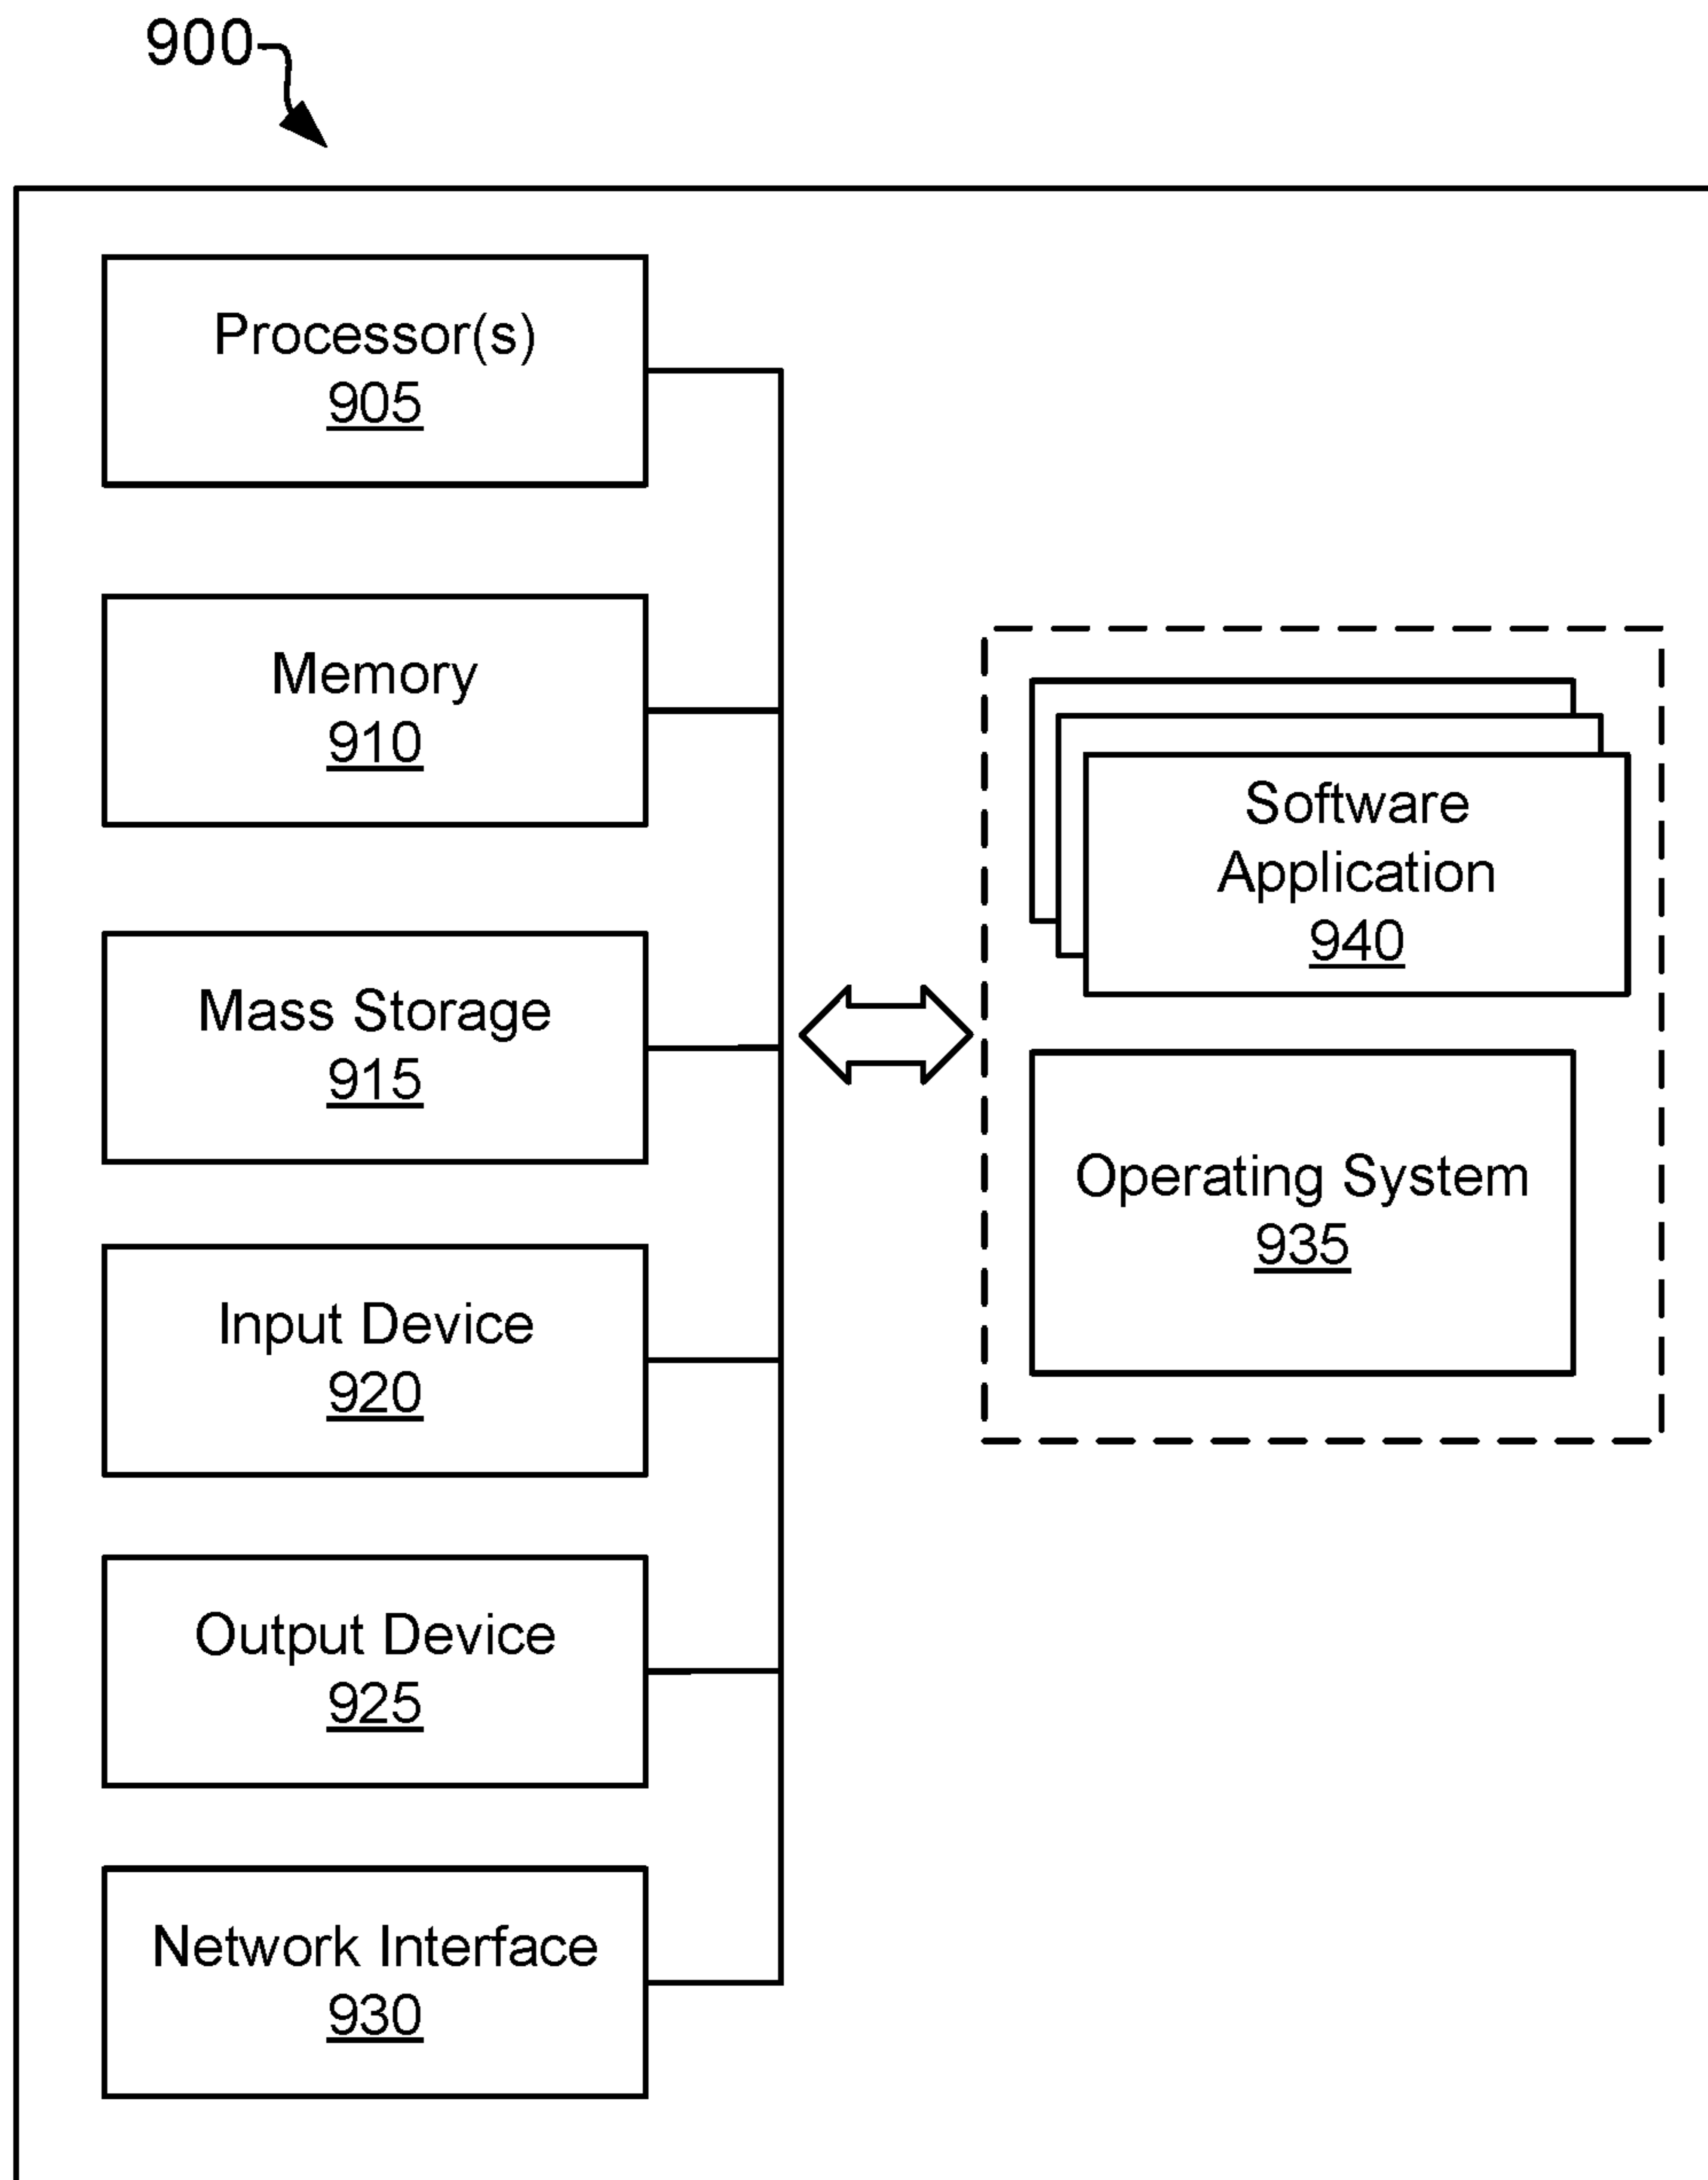 900
Processor(s)
905
Memory
910
Mass Storage
915
Input Device
920
Output Device
925
Network Interface
930
Software
Application
940
Operating System
935